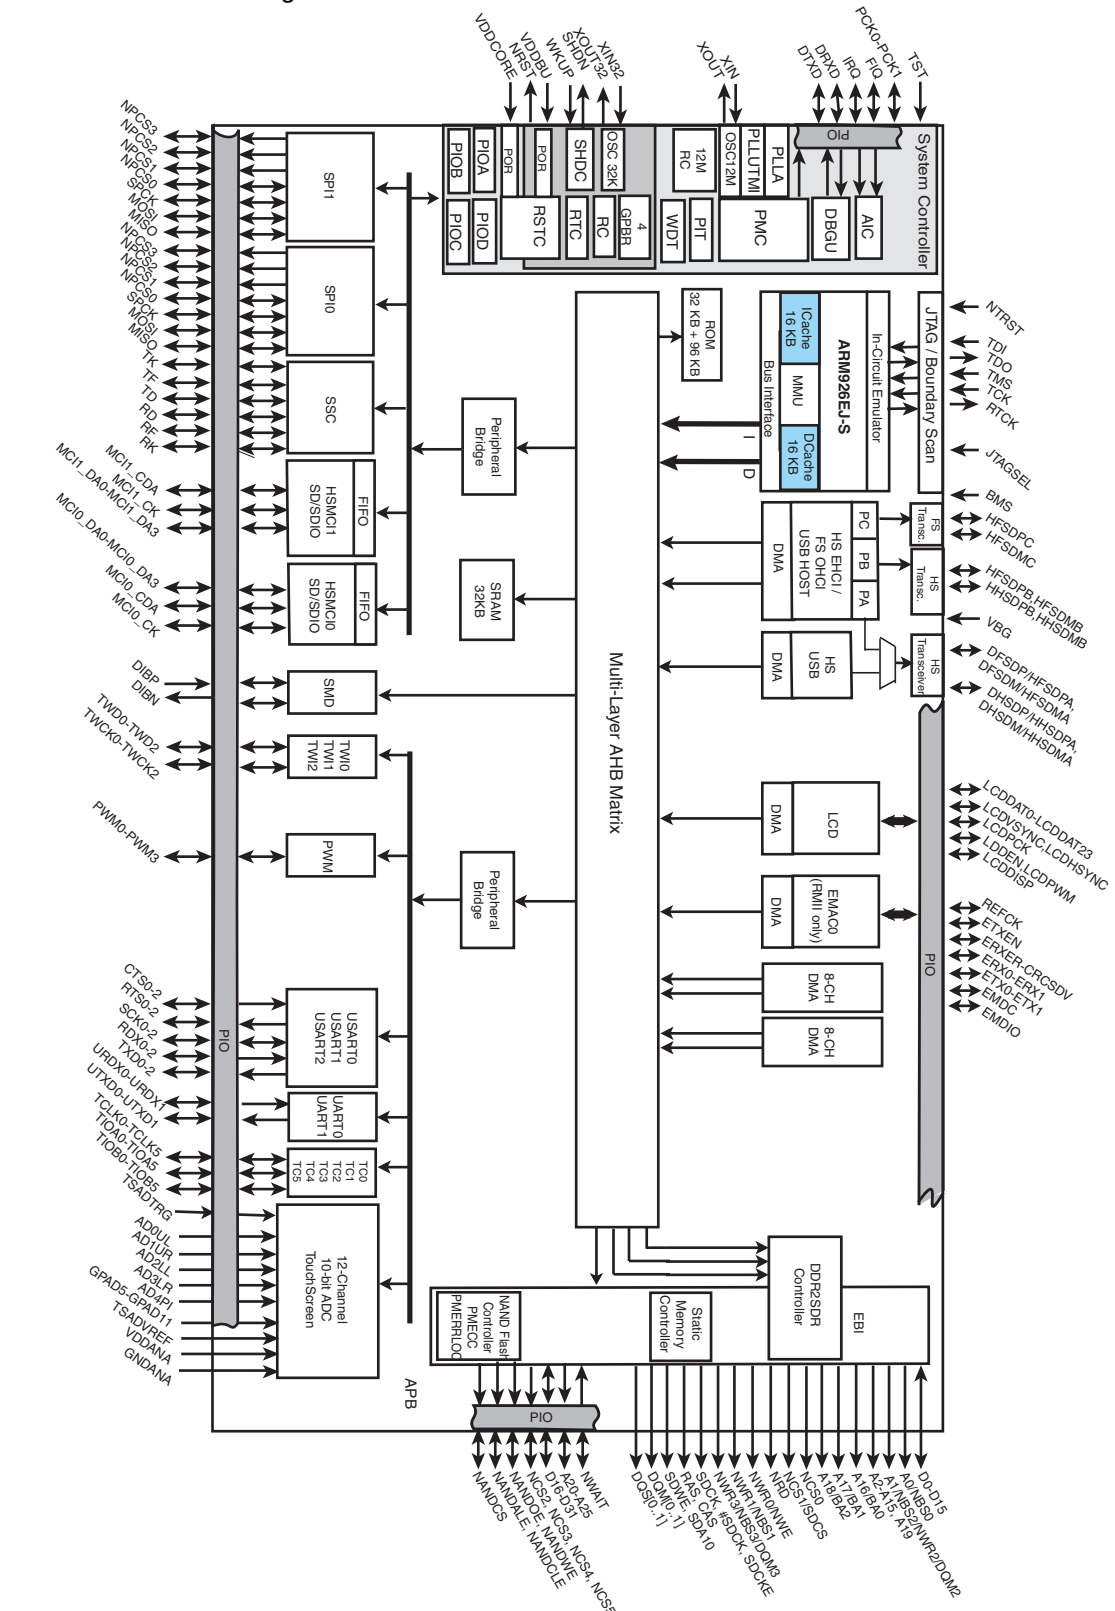 VDDCORE
NRST
VDDBU
WKUP
SHDN
XOUT32
XIN32
XOUT
XIN
DTXD
DRXD
IRQ
FIQ
PCK0-PCK1
TST
System Controller
PIO
PIOB
PIOA
POR
POR
SHDC
OSC 32K
12M
RC
OSC12M
PLLUTMI
PLLA
PIOC
PIOD
RSTC
RTC
RC
4
GPBR
WDT
PIT
PMC
DBGU
AIC
NPCS3
NPCS2
NPCS1
NPCS0
SPCK
MOSI
MISO
NPCS3
NPCS2
NPCS1
NPCS0
SPCK
MOSI
MISO
TK
TF
TD
RD
RF
RK
MCI1_CDA
MCI1_CK
MCI1_DA0-MCI1_DA3
MCI0_DA0-MCI0_DA3
MCI0_CDA
MCI0_CK
DIBP
DIBN
TWD0-TWD2
TWCK0-TWCK2
PWM0-PWM3
CTS0-2
RTS0-2
SCK0-2
RDX0-2
TXD0-2
URDX0-URDX1
UTXD0-UTXD1
TCLK0-TCLK5
TIOA0-TIOA5
TIOB0-TIOB5
TSADTRG
AD0UL
AD1UR
AD2LL
AD3LR
AD4PI
GPAD5-GPAD11
TSADVREF
VDDANA
GNDANA
PIO
SPI1
SPI0
SSC
FIFO
HSMCI1
SD/SDIO
FIFO
HSMCI0
SD/SDIO
SMD
TWI0
TWI1
TWI2
PWM
USART0
USART1
USART2
UART0
UART1
TC0
TC1
TC2
TC3
TC4
TC5
12-Channel
10-bit ADC
TouchScreen
APB
Peripheral
Bridge
SRAM
32KB
Peripheral
Bridge
Multi-Layer AHB Matrix
ROM
32 KB + 96 KB
JTAG / Boundary Scan
In-Circuit Emulator
ARM926EJ-S
ICache
16 KB
MMU
DCache
16 KB
Bus Interface
I
D
PC
PB
PA
HS EHCI /
FS OHCI
USB HOST
DMA
FS
Transc.
HS
Transc.
HS
Transceiver
HS
USB
DMA
LCD
DMA
EMAC0
(RMII only)
DMA
8-CH
DMA
8-CH
DMA
PIO
NTRST
TDI
TDO
TMS
TCK
RTCK
JTAGSEL
BMS
HFSDPC
HFSDMC
HFSDPB,HFSDMB
HHSDPB,HHSDMB
VBG
DFSDP/HFSDPA,
DFSDM/HFSDMA
DHSDP/HHSDPA,
DHSDM/HHSDMA
LCDDAT0-LCDDAT23
LCDVSYNC,LCDHSYNC
LCDPCK
LDDEN,LCDPWM
LCDDISP
REFCK
ETXEN
ERXER-CRCSDV
ERX0-ERX1
ETX0-ETX1
EMDC
EMDIO
EBI
DDR2SDR
Controller
Static
Memory
Controller
NAND Flash
Controller
PMECC
PMERRLOC
PIO
NANDCS
NANDALE, NANDCLE
NANDOE, NANDWE
NCS2, NCS3, NCS4, NCS5
D16-D31
A20-A25
NWAIT
DQS[0..1]
DQM[0..1]
SDWE, SDA10
RAS, CAS
SDCK, #SDCK, SDCKE
NWR3/NBS3/DQM3
NWR1/NBS1
NWR0/NWE
NRD
NCS1/SDCS
NCS0
A18/BA2
A17/BA1
A16/BA0
A2-A15, A19
A1/NBS2/NWR2/DQM2
A0/NBS0
D0-D15